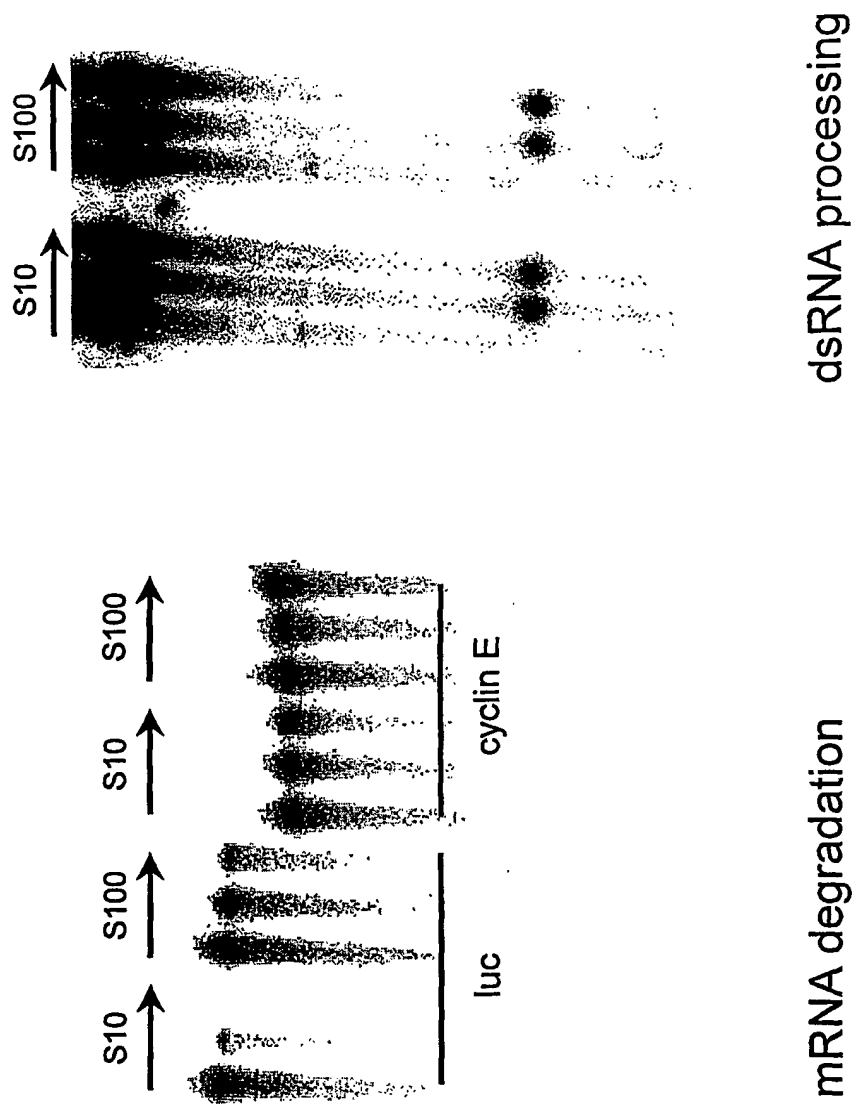 S10
S100
S10
S100
S10
S100
luc
cyclin E
mRNA degradation
dsRNA processing